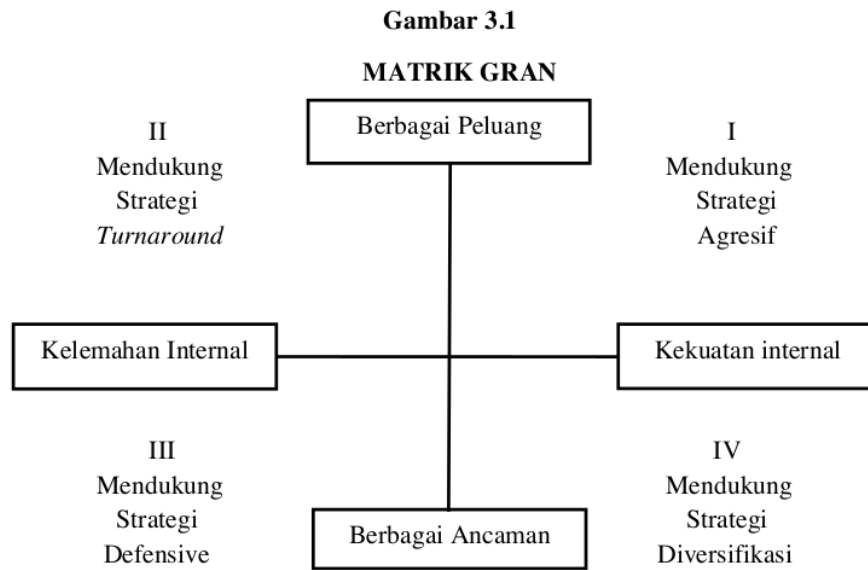 Gambar 3.1
MATRIK GRAN
Berbagai Peluang
II
Mendukung
Strategi
Turnaround
I
Mendukung
Strategi
Agresif
Kelemahan Internal
Kekuatan internal
III
Mendukung
Strategi
Defensive
IV
Mendukung
Strategi
Diversifikasi
Berbagai Ancaman